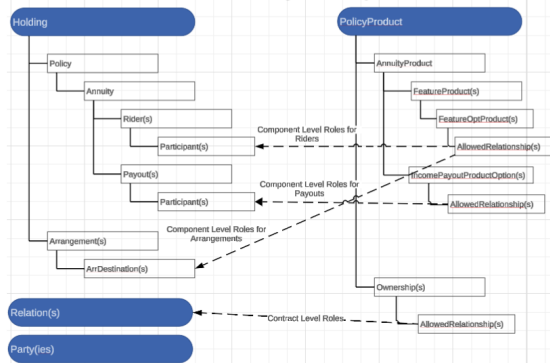 Holding
Policy
Annuity
Rider(s)
Participant(s)
Payout(s)
Participant(s)
Arrangement(s)
ArrDestination(s)
Relation(s)
Party(ies)
Component Level Roles for
Riders
Component Level Roles for
Payouts
Component Level Roles for
Arrangements
Contract Level Roles
PolicyProduct
AnnuityProduct
FeatureProduct(s)
FeatureOptProduct(s)
AllowedRelationship(s)
IncomePayoutProductOption(s)
AllowedRelationship(s)
Ownership(s)
AllowedRelationship(s)